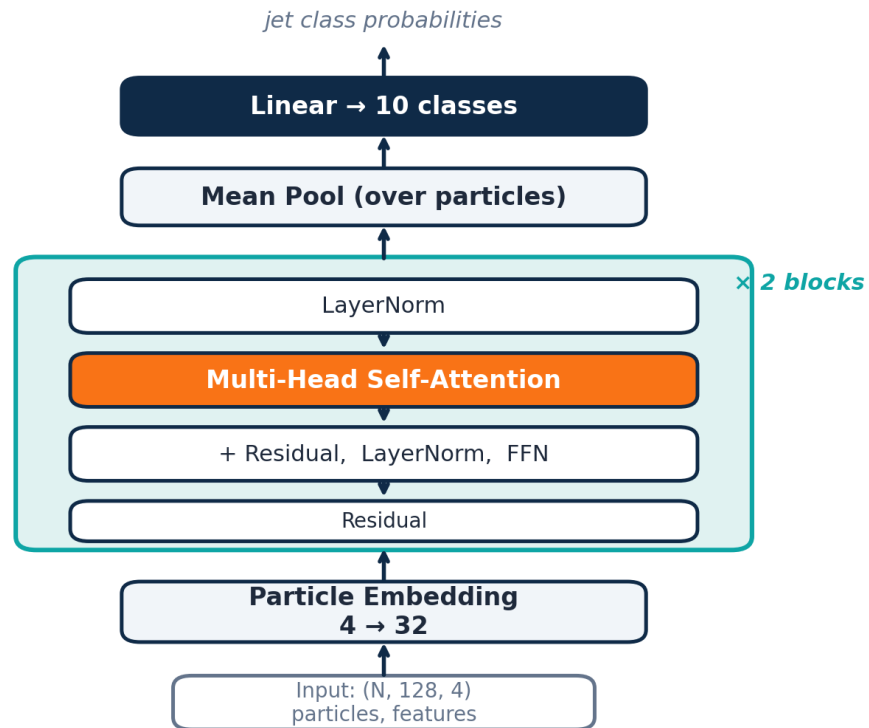 jet class probabilities
Linear → 10 classes
Mean Pool (over particles)
× 2 blocks
LayerNorm
Multi-Head Self-Attention
+ Residual, LayerNorm, FFN
Residual
Particle Embedding
4 → 32
Input: (N, 128, 4)
particles, features